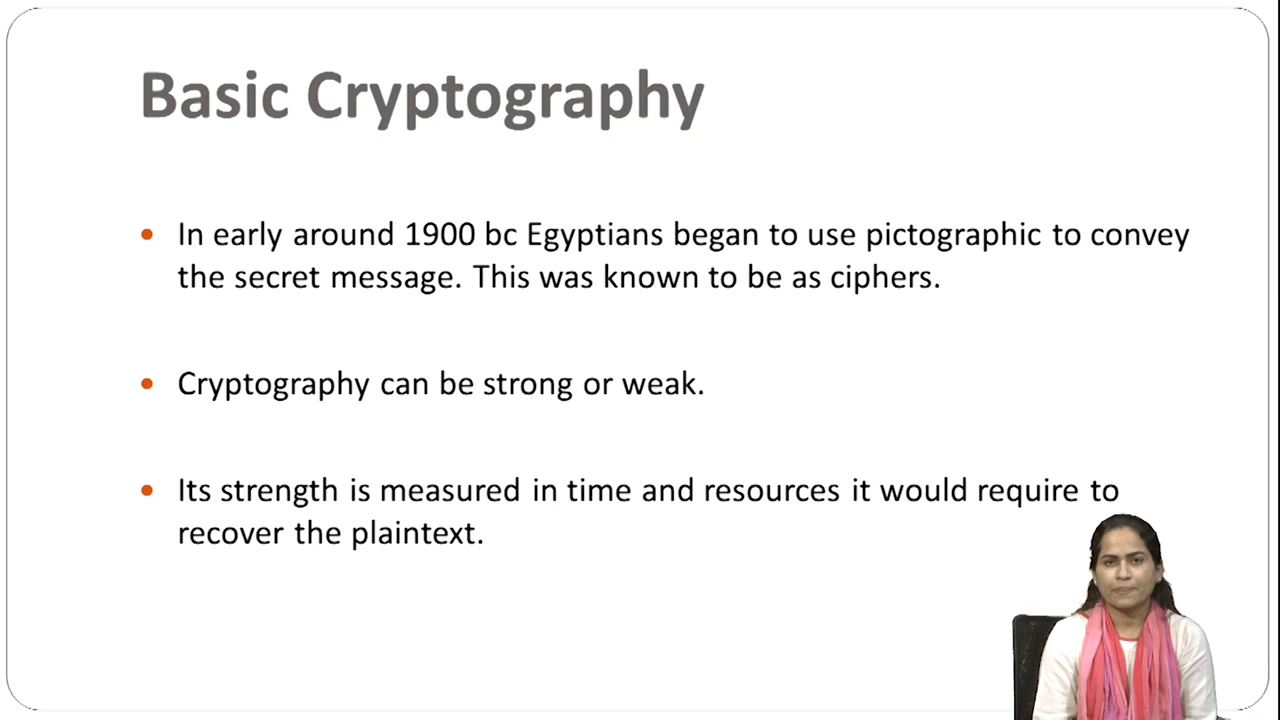 Basic Cryptography
In early around 1900 bc Egyptians began to use pictographic to convey
the secret message. This was known to be as ciphers.
Cryptography can be strong or weak.
Its strength is measured in time and resources it would require to
recover the plaintext.